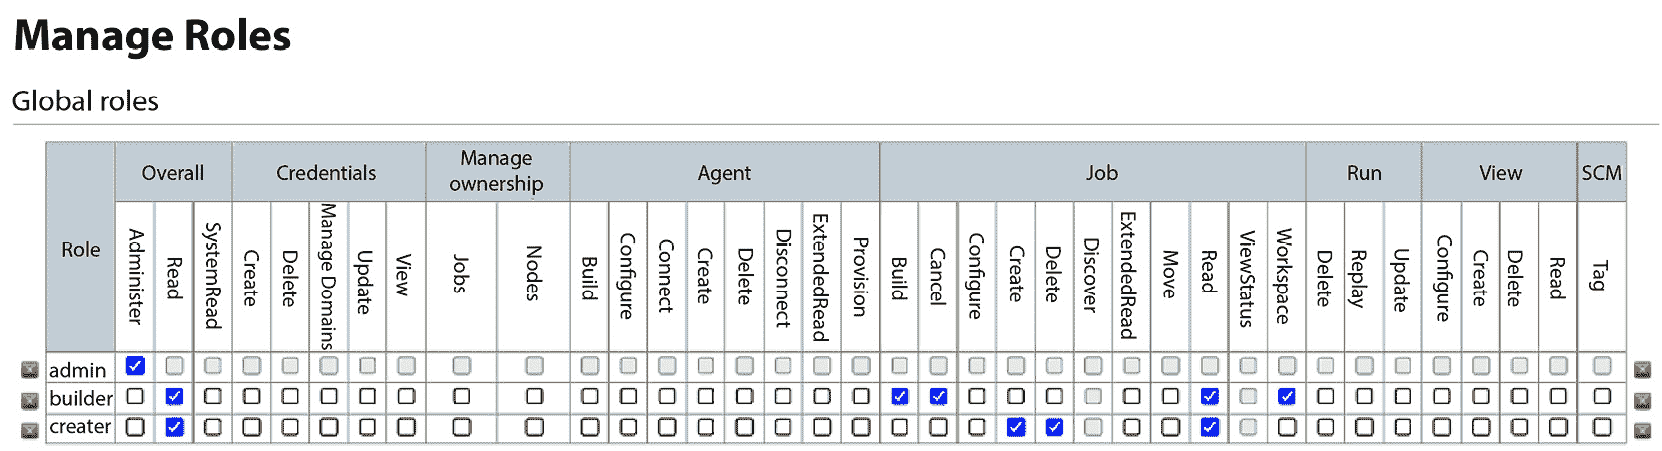 Manage Roles
Global roles
Role
Overall
Credentials
Manage
ownership
Agent
Job
Run
View
SCM
Administer
Read
SystemRead
Create
Delete
Manage Domains
Update
View
Jobs
Nodes
Build
Configure
Connect
Create
Delete
Disconnect
ExtendedRead
Provision
Build
Cancel
Configure
Create
Delete
Discover
ExtendedRead
Move
Read
ViewStatus
Workspace
Delete
Replay
Update
Configure
Create
Delete
Read
Tag
admin
builder
creater